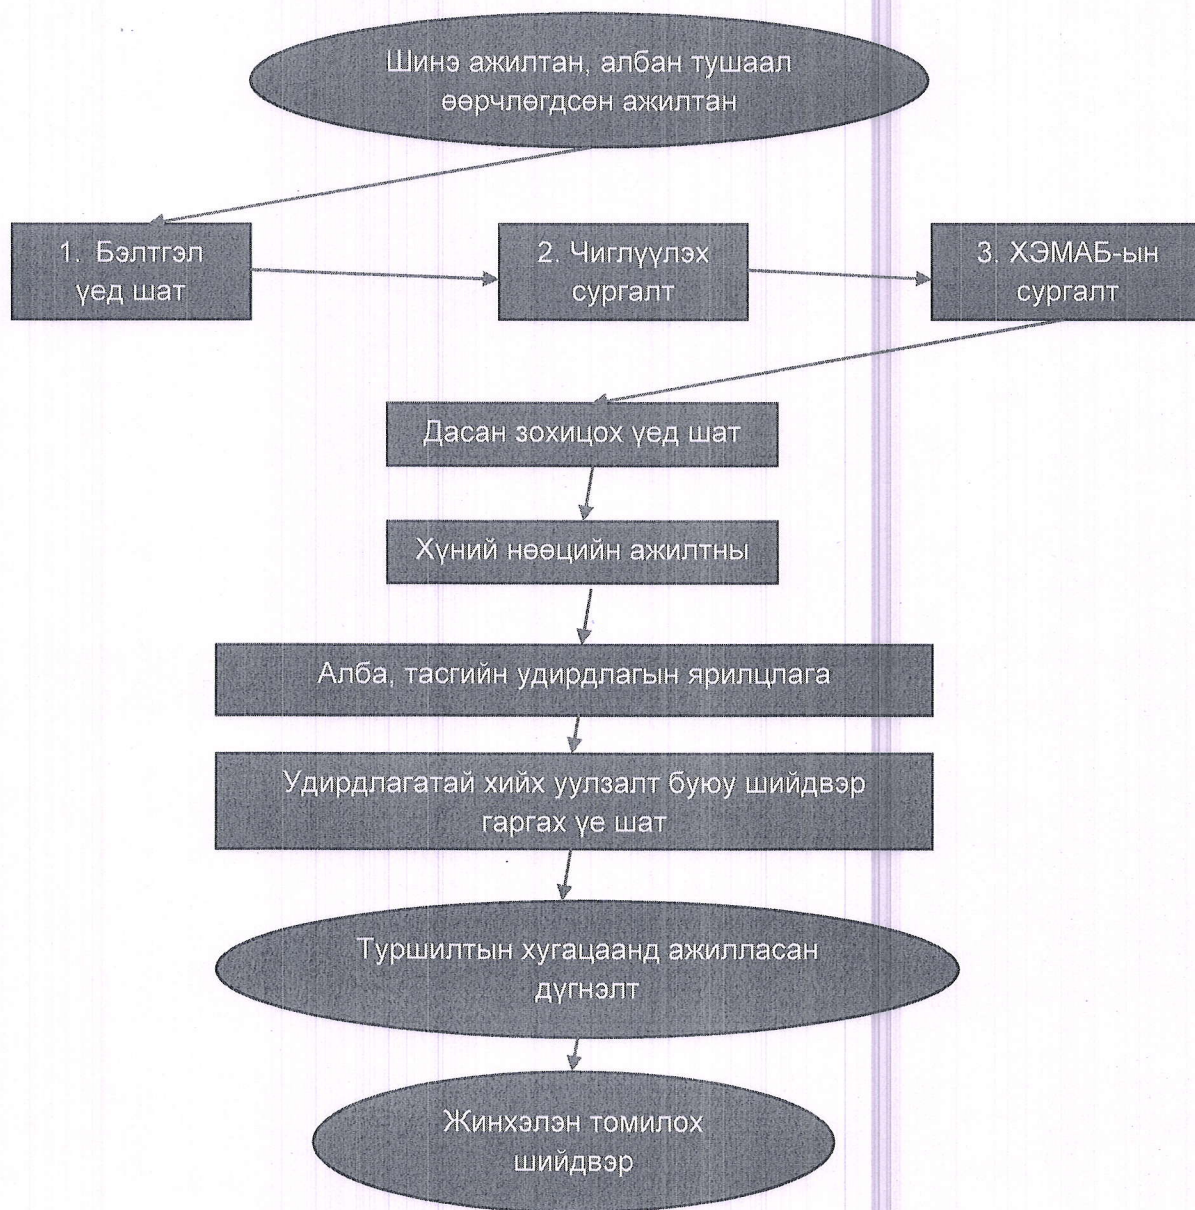 Шинэ ажилтан, албан тушаал
өөрчлөгдсөн ажилтан
1. Бэлтгэл
үед шат
2. Чиглүүлэх
сургалт
3. ХЭМАБ-ын
сургалт
Дасан зохицох үед шат
Хүний нөөцийн ажилтны
Алба, тасгийн удирдлагын ярилцлага
Удирдлагатай хийх уулзалт буюу шийдвэр
гаргах үе шат
Туршилтын хугацаанд ажилласан
дүгнэлт
Жинхэлэн томилох
шийдвэр